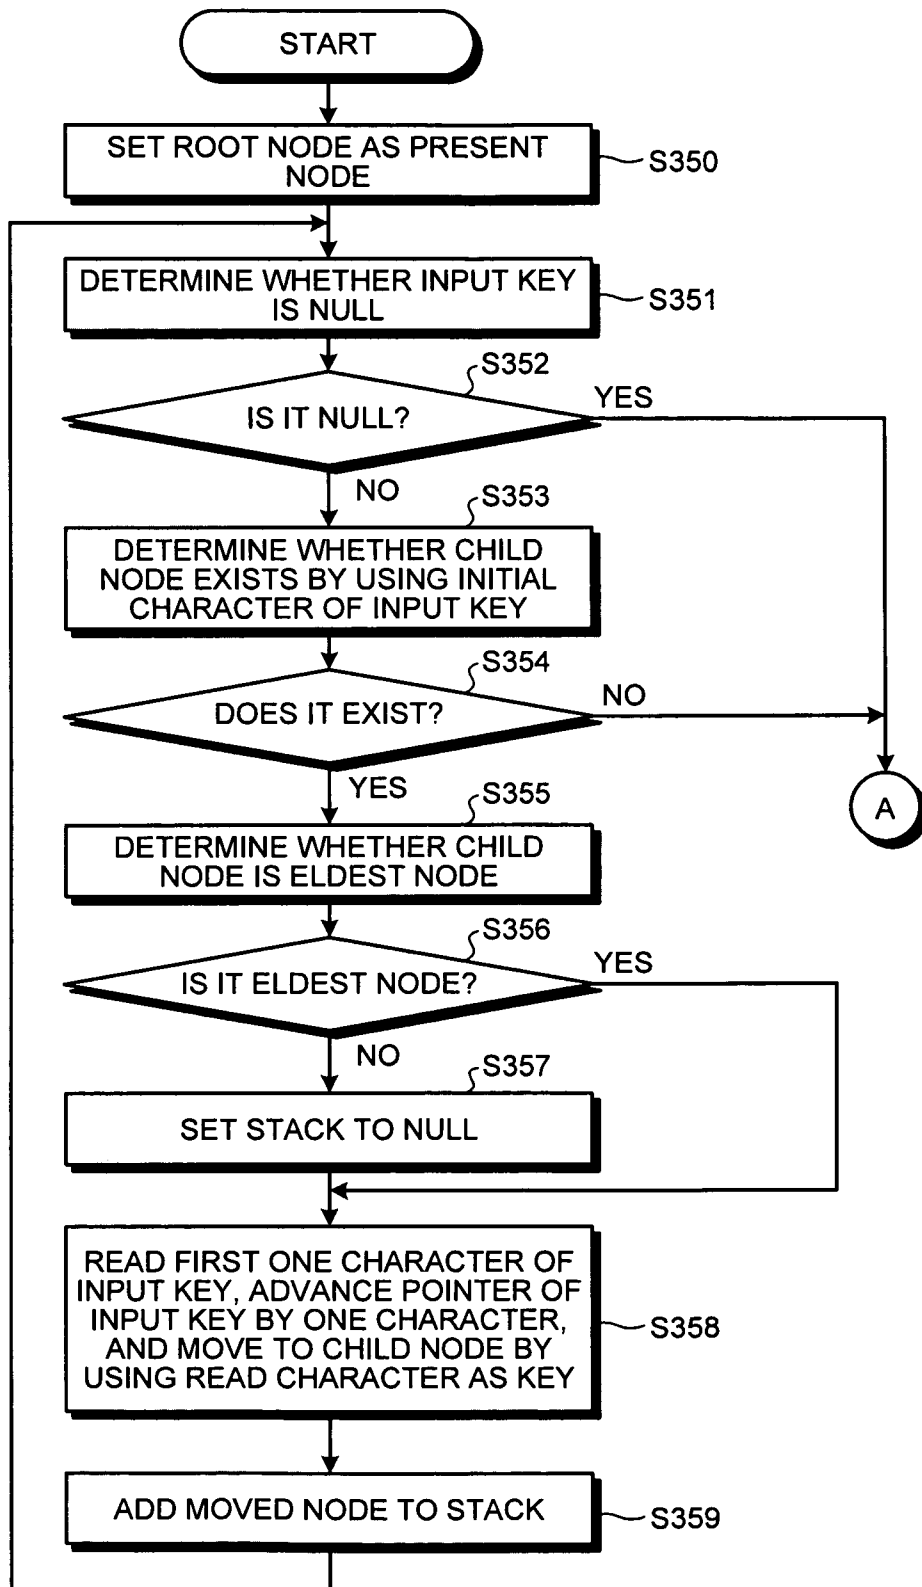 START
SET ROOT NODE AS PRESENT
NODE
S350
DETERMINE WHETHER INPUT KEY
IS NULL
S351
S352
IS IT NULL?
YES
NO
S353
DETERMINE WHETHER CHILD
NODE EXISTS BY USING INITIAL
CHARACTER OF INPUT KEY
S354
DOES IT EXIST?
NO
YES
A
S355
DETERMINE WHETHER CHILD
NODE IS ELDEST NODE
S356
IS IT ELDEST NODE?
YES
NO
S357
SET STACK TO NULL
READ FIRST ONE CHARACTER OF
INPUT KEY, ADVANCE POINTER OF
INPUT KEY BY ONE CHARACTER,
AND MOVE TO CHILD NODE BY
USING READ CHARACTER AS KEY
S358
ADD MOVED NODE TO STACK
S359